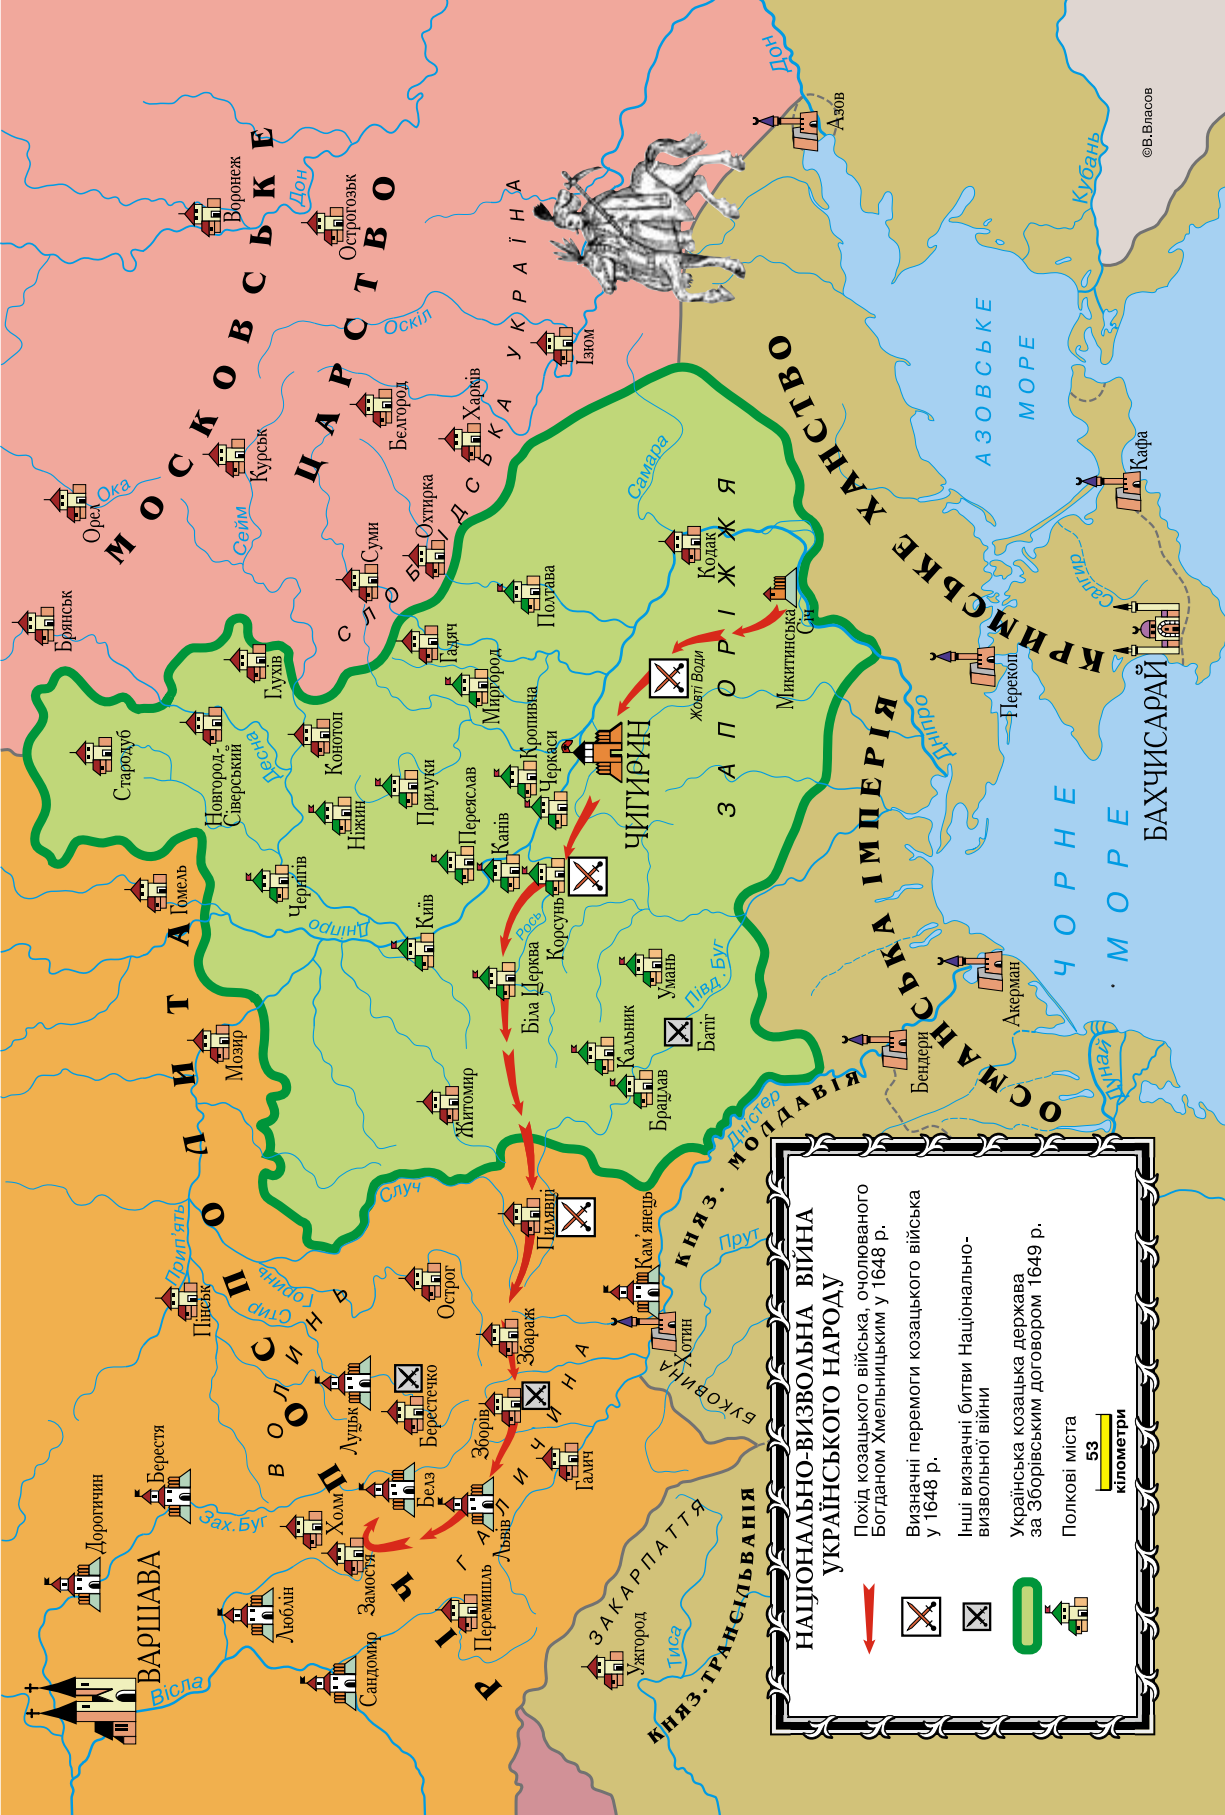 НАЦІОНАЛЬНО-ВИЗВОЛЬНА ВІЙНА
УКРАЇНСЬКОГО НАРОДУ
Похід козацького війська, очолюваного
Богданом Хмельницьким у 1648 р.
Визначні перемоги козацького війська
у 1648 р.
Інші визначні битви Національно-
визвольної війни
Українська козацька держава
за Зборівським договором 1649 р.
Полкові міста
53
кілометри
МОСКОВСЬКЕ
ЦАРСТВО
РІЧ ПОСПОЛИТА
КРИМСЬКЕ ХАНСТВО
ОСМАНСЬКА ІМПЕРІЯ
КНЯЗ. МОЛДАВІЯ
КНЯЗ. ТРАНСІЛЬВАНІЯ
СЛОБІДСЬКА УКРАЇНА
ЗАПОРІЖЖЯ
ВОЛИНЬ
ГАЛИЧИНА
БУКОВИНА
ЗАКАРПАТТЯ
ЧОРНЕ
МОРЕ
АЗОВСЬКЕ
МОРЕ
ВАРШАВА
Дорогичин
Берестя
Люблін
Сандомир
Холм
Замостя
Белз
Перемишль
Львів
Галич
Ужгород
Луцьк
Берестечко
Зборів
Збараж
Острог
Пінськ
Пилявці
Кам'янець
Хотин
Мозир
Гомель
Житомир
Біла Церква
Київ
Чернігів
Стародуб
Новгород-
Сіверський
Глухів
Конотоп
Ніжин
Прилуки
Переяслав
Канів
Корсунь
Черкаси
Кропивна
ЧИГИРИН
Миргород
Гадяч
Полтава
Умань
Кальник
Брацлав
Батіг
Жовті Води
Микитинська
Січ
Кодак
Брянськ
Орел
Курськ
Суми
Охтирка
Харків
Бєлгород
Ізюм
Воронеж
Острогозьк
Азов
Кафа
Перекоп
БАХЧИСАРАЙ
Акерман
Бендери
Вісла
Зах.Буг
Прип'ять
Стир
Горинь
Случ
Дніпро
Десна
Сейм
Ока
Оскіл
Дон
Дон
Кубань
Самара
Рось
Півд. Буг
Дністер
Прут
Тиса
Дунай
Дніпро
Салгир
©В.Власов